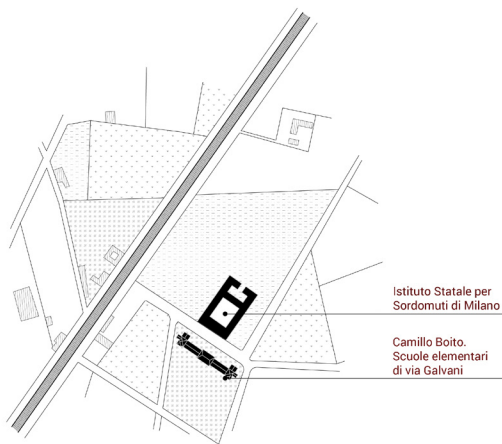 Istituto Statale per
Sordomuti di Milano
Camillo Boito.
Scuole elementari
di via Galvani